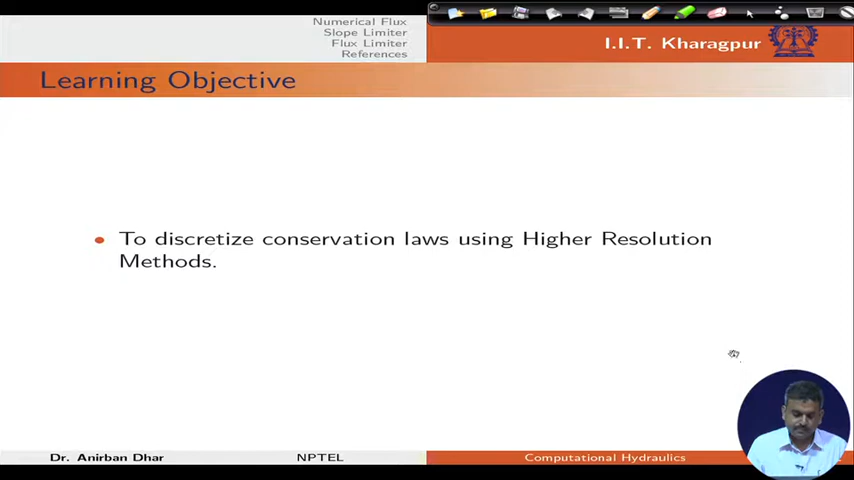 Numerical Flux
Slope Limiter
Flux Limiter
References
I.I.T. Kharagpur
Learning Objective
To discretize conservation laws using Higher Resolution
Methods.
Dr. Anirban Dhar
NPTEL
Computational Hydraulics